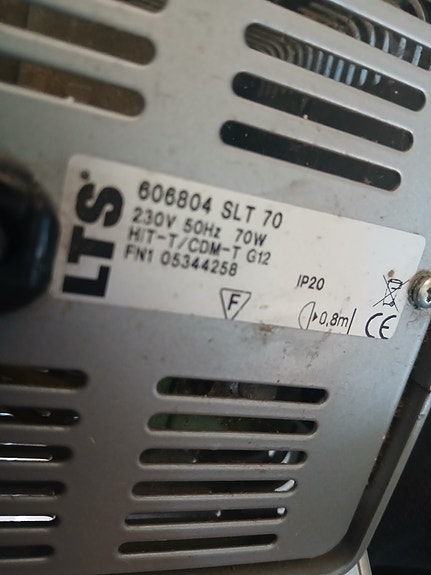 LTS
606804 SLT 70
230V 50Hz 70W
HIT-T/CDM-T G12
FN1 05344258
IP20
F
0,8m
CE